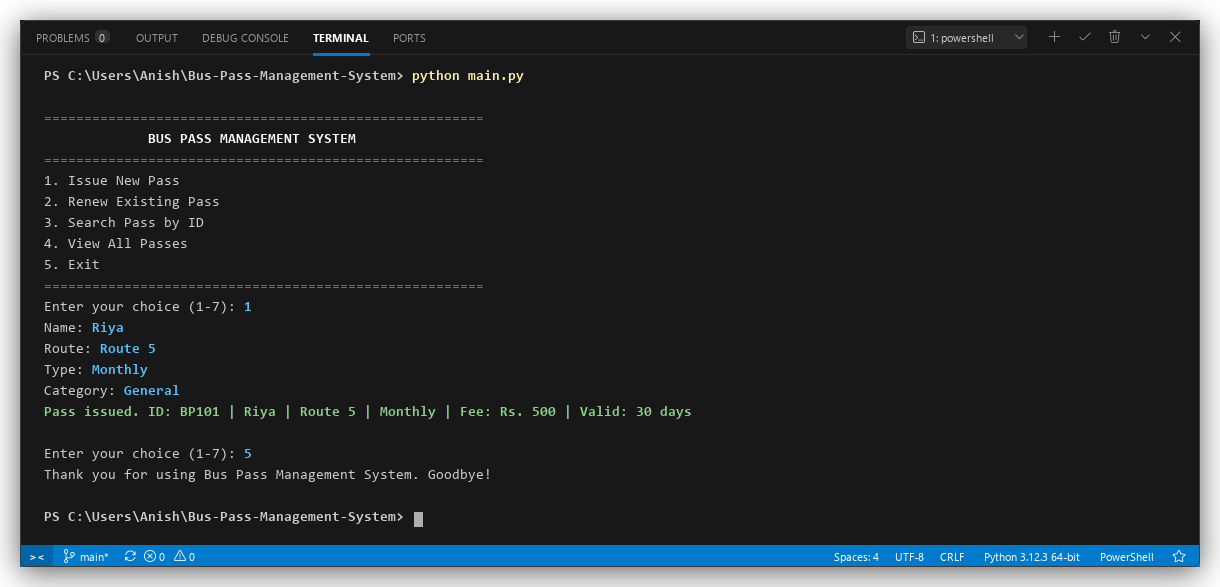 PROBLEMS 0 OUTPUT DEBUG CONSOLE TERMINAL PORTS 1: powershell
PS C:\Users\Anish\Bus-Pass-Management-System> python main.py
=======================================================
BUS PASS MANAGEMENT SYSTEM
=======================================================
1. Issue New Pass
2. Renew Existing Pass
3. Search Pass by ID
4. View All Passes
5. Exit
=======================================================
Enter your choice (1-7): 1
Name: Riya
Route: Route 5
Type: Monthly
Category: General
Pass issued. ID: BP101 | Riya | Route 5 | Monthly | Fee: Rs. 500 | Valid: 30 days
Enter your choice (1-7): 5
Thank you for using Bus Pass Management System. Goodbye!
PS C:\Users\Anish\Bus-Pass-Management-System>
>< main* 0 0 Spaces: 4 UTF-8 CRLF Python 3.12.3 64-bit PowerShell